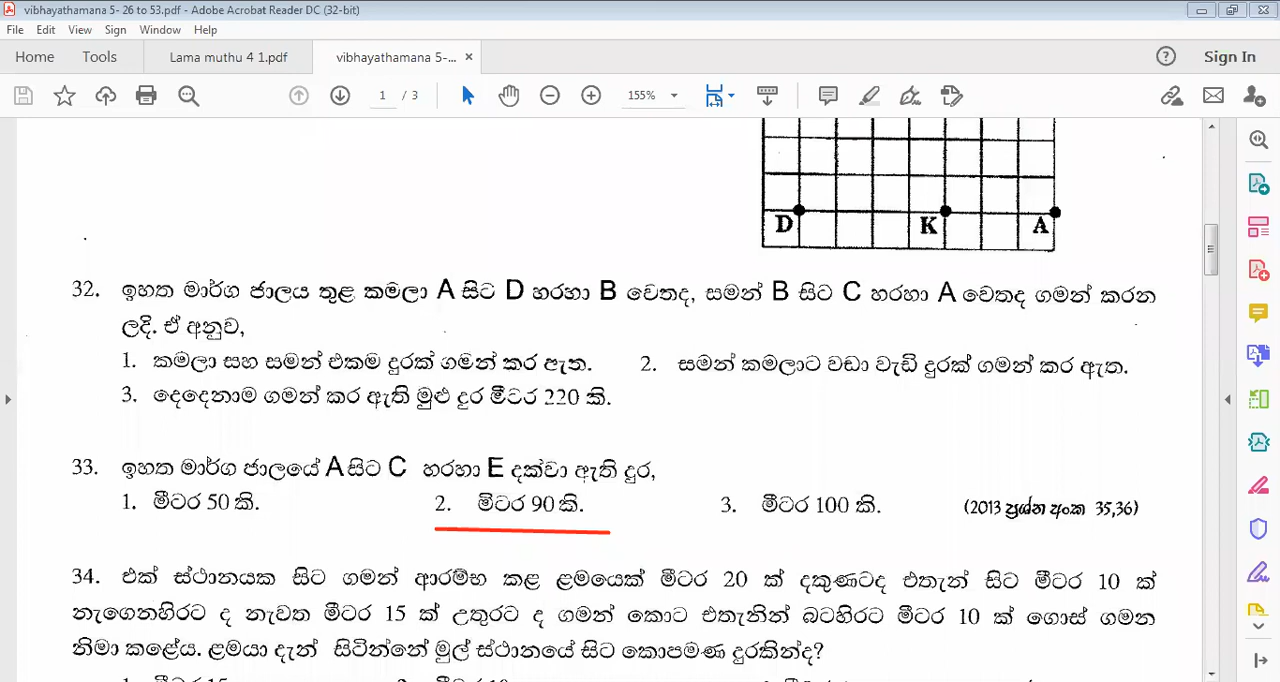 vibhayathamana 5- 26 to 53.pdf - Adobe Acrobat Reader DC (32-bit)
File Edit View Sign Window Help
Home Tools Lama muthu 4 1.pdf vibhayathamana 5-... × Sign In
1 / 3 155%
D K A
32. ඉහත මාර්ග ජාලය තුළ කමලා A සිට D හරහා B වෙතද, සමන් B සිට C හරහා A වෙතද ගමන් කරන
ලදි. ඒ අනුව,
1. කමලා සහ සමන් එකම දුරක් ගමන් කර ඇත. 2. සමන් කමලාට වඩා වැඩි දුරක් ගමන් කර ඇත.
3. දෙදෙනාම ගමන් කර ඇති මුළු දුර මීටර 220 කි.
33. ඉහත මාර්ග ජාලයේ A සිට C හරහා E දක්වා ඇති දුර,
1. මීටර 50 කි. 2. මිටර 90 කි. 3. මීටර 100 කි. (2013 ප්‍රශ්න අංක 35,36)
34. එක් ස්ථානයක සිට ගමන් ආරම්භ කළ ළමයෙක් මීටර 20 ක් දකුණටද එතැන් සිට මීටර 10 ක්
නැගෙනහිරට ද නැවත මීටර 15 ක් උතුරට ද ගමන් කොට එතැනින් බටහිරට මීටර 10 ක් ගොස් ගමන
නිමා කළේය. ළමයා දැන් සිටින්නේ මුල් ස්ථානයේ සිට කොපමණ දුරකින්ද?